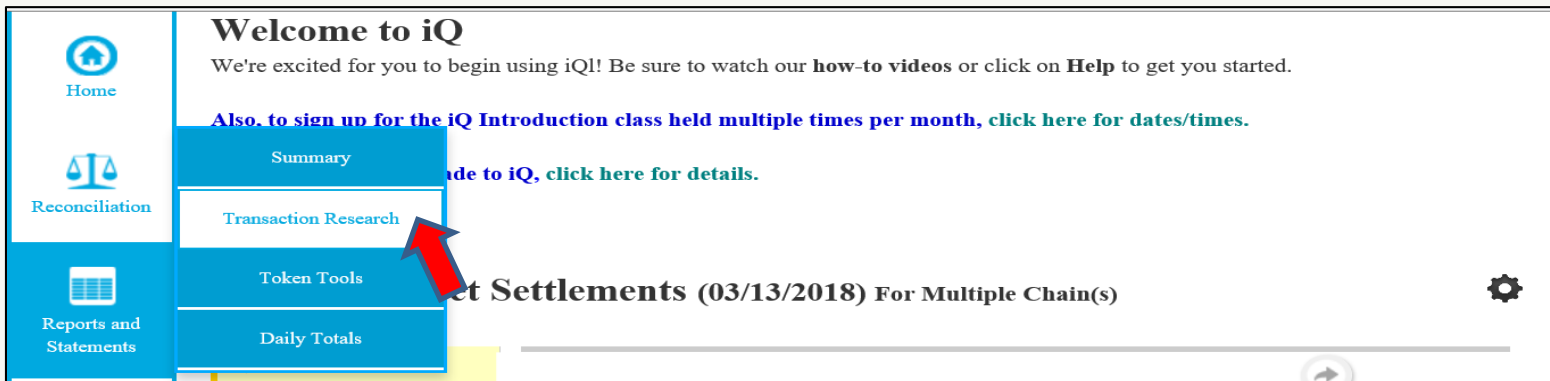 Home
Reconciliation
Reports and
Statements
Summary
Transaction Research
Token Tools
Daily Totals
Welcome to iQ
We're excited for you to begin using iQl! Be sure to watch our how-to videos or click on Help to get you started.
Also, to sign up for the iQ Introduction class held multiple times per month, click here for dates/times.
to iQ, click here for details.
Settlements (03/13/2018) For Multiple Chain(s)